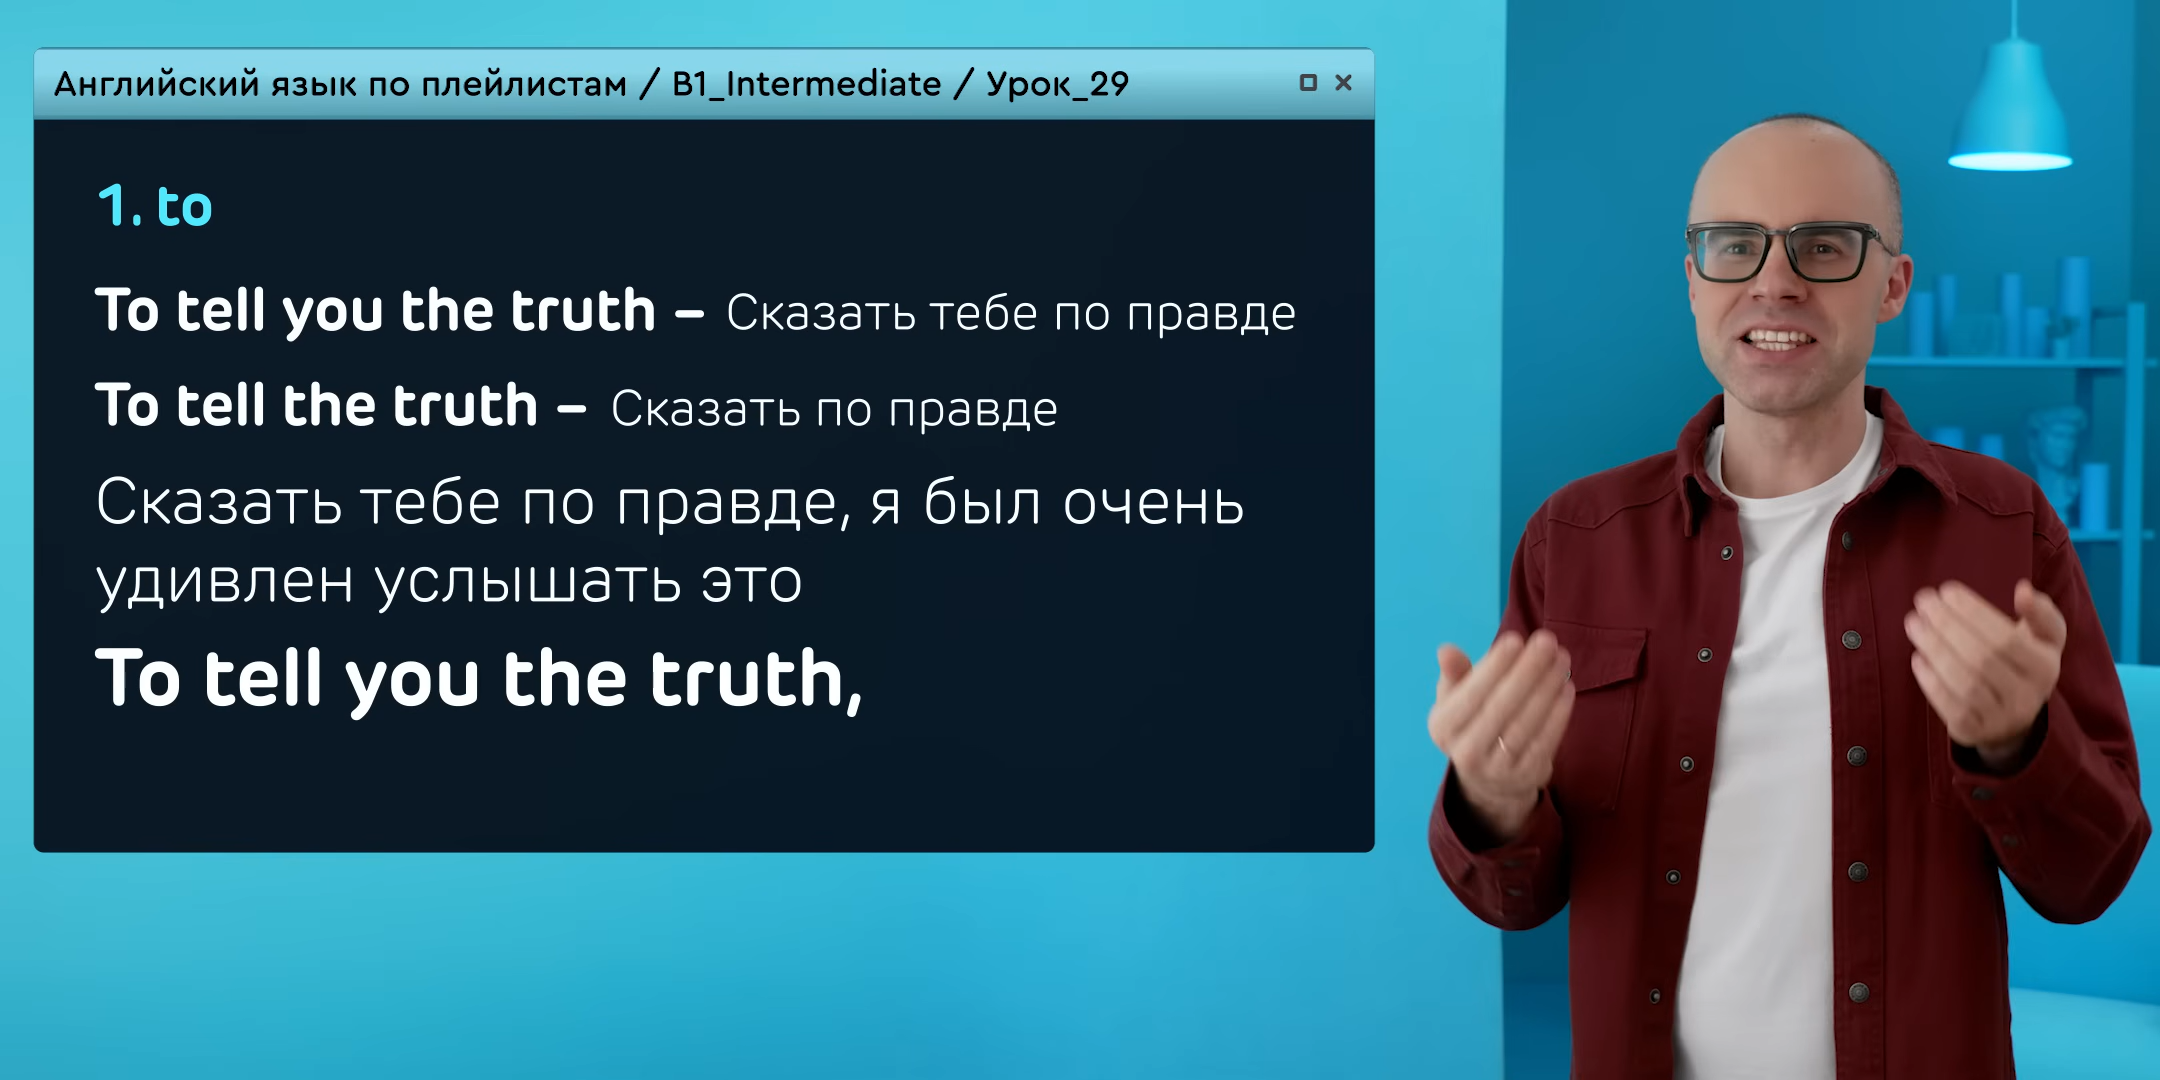 Английский язык по плейлистам / B1_Intermediate / Урок_29
1. to
To tell you the truth – Сказать тебе по правде
To tell the truth – Сказать по правде
Сказать тебе по правде, я был очень
удивлен услышать это
To tell you the truth,